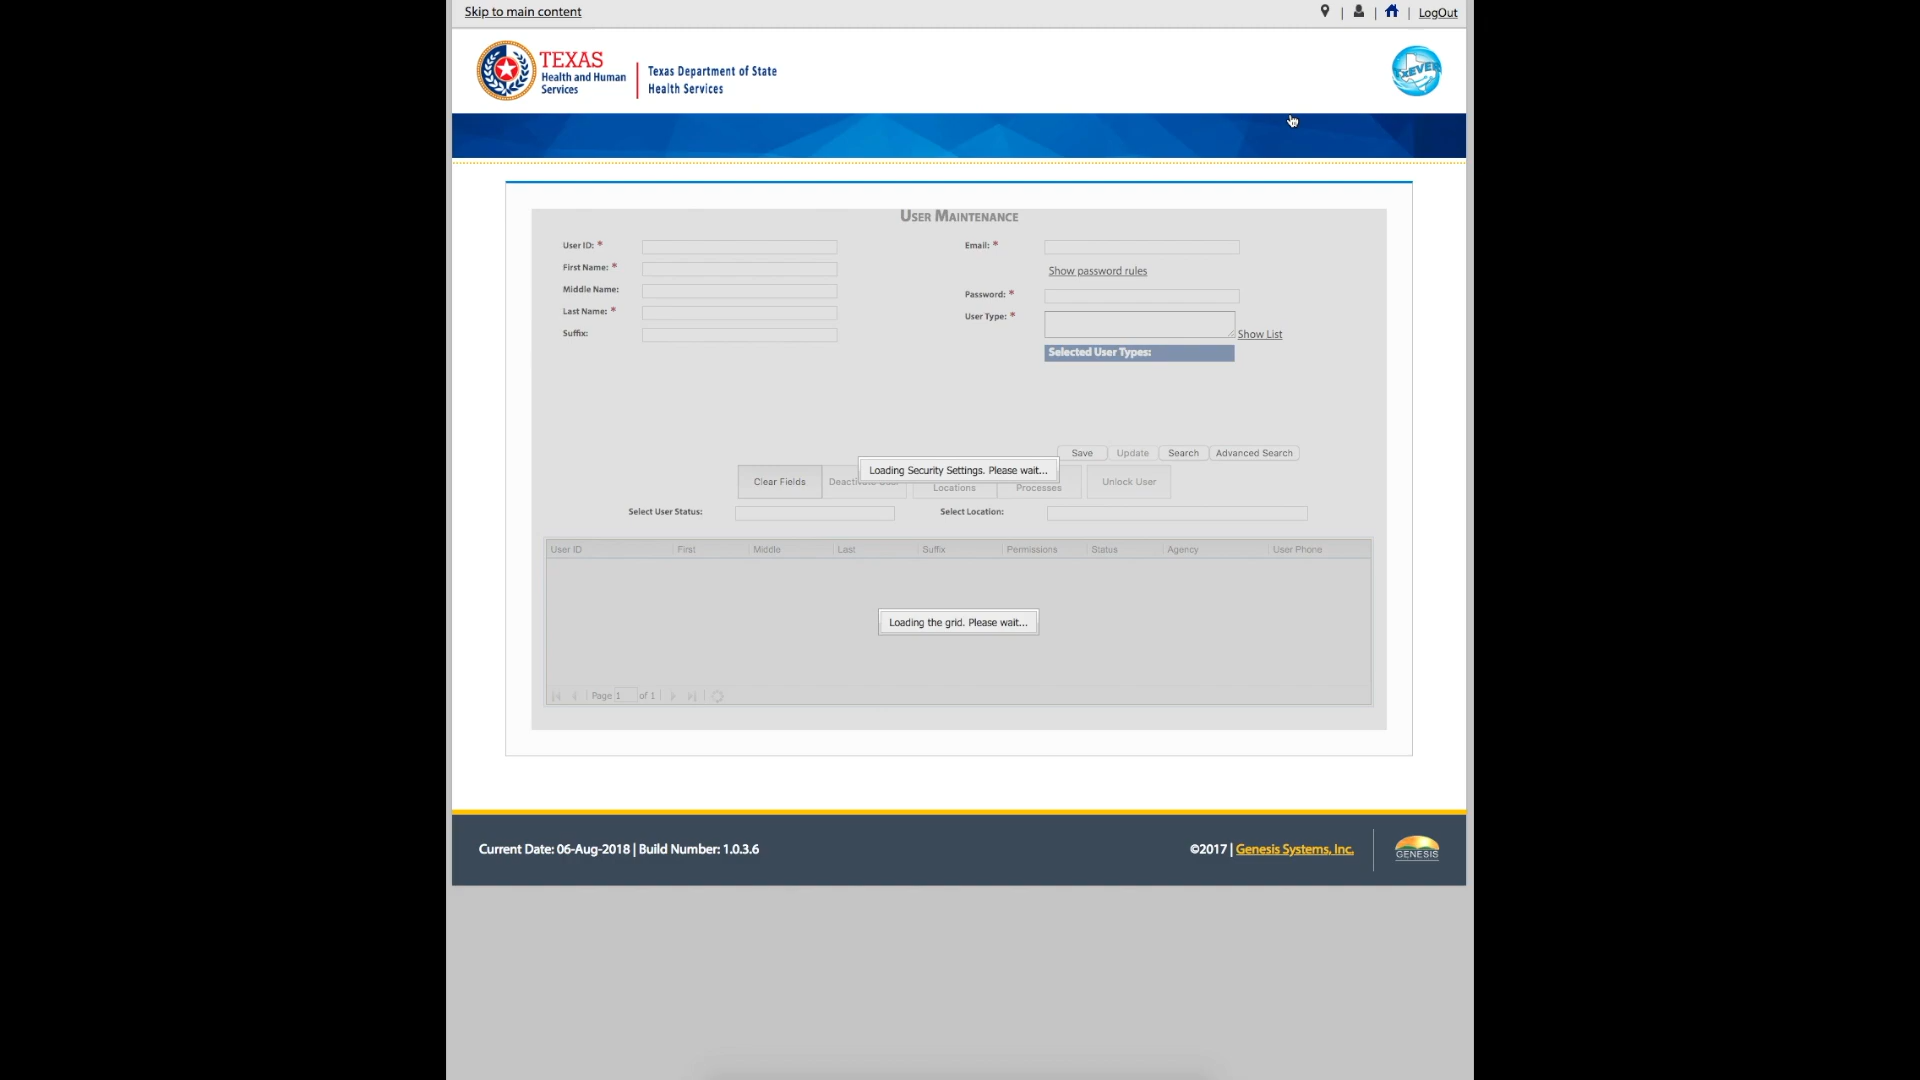 Skip to main content
| | | LogOut
TEXAS
Health and Human
Services
Texas Department of State
Health Services
TxEVER
USER MAINTENANCE
User ID: *
Email: *
First Name: *
Show password rules
Middle Name:
Password: *
Last Name: *
User Type: *
Suffix:
Show List
Selected User Types:
Save Update Search Advanced Search
Loading Security Settings. Please wait...
Clear Fields Deactivate User Locations Processes Unlock User
Select User Status: Select Location:
User ID First Middle Last Suffix Permissions Status Agency User Phone
Loading the grid. Please wait...
Page 1 of 1
Current Date: 06-Aug-2018 | Build Number: 1.0.3.6
©2017 | Genesis Systems, Inc.
GENESIS